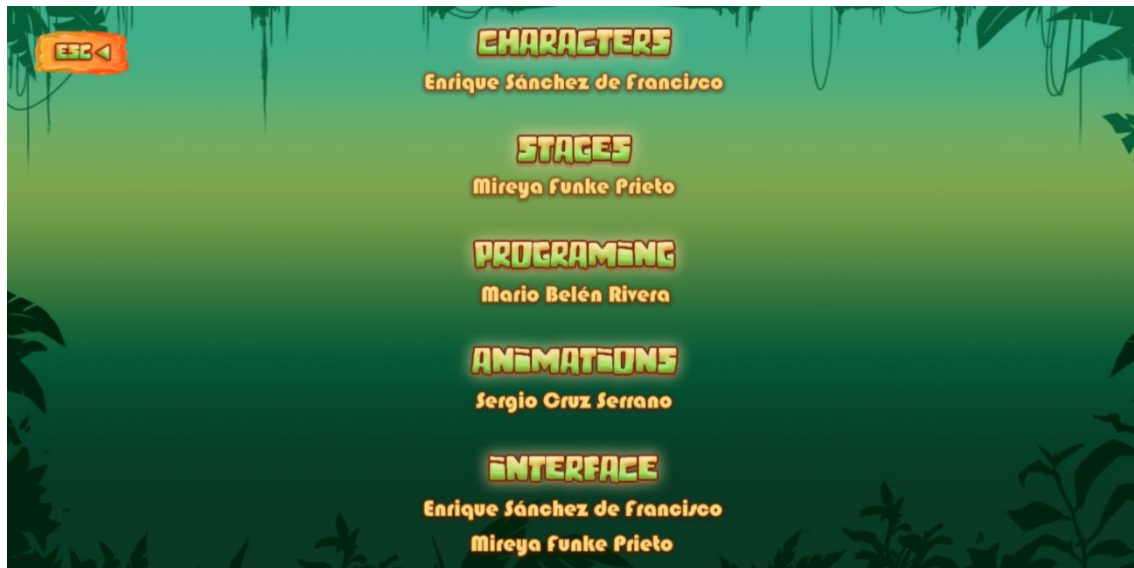 ESC
CHARACTERS
Enrique Sánchez de Francisco
STAGES
Mireya Funke Prieto
PROGRAMING
Mario Belén Rivera
ANIMATIONS
Sergio Cruz Serrano
INTERFACE
Enrique Sánchez de Francisco
Mireya Funke Prieto